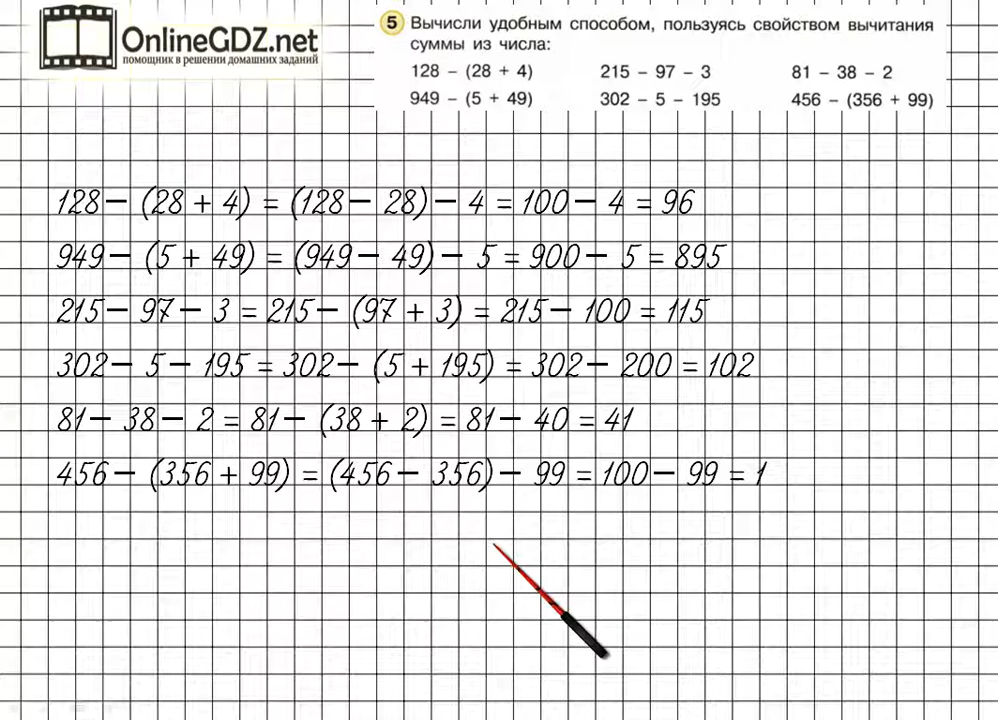 OnlineGDZ.net
помощник в решении домашних заданий
5 Вычисли удобным способом, пользуясь свойством вычитания
суммы из числа:
128 – (28 + 4) 215 – 97 – 3 81 – 38 – 2
949 – (5 + 49) 302 – 5 – 195 456 – (356 + 99)
128 – (28 + 4) = (128 – 28) – 4 = 100 – 4 = 96
949 – (5 + 49) = (949 – 49) – 5 = 900 – 5 = 895
215 – 97 – 3 = 215 – (97 + 3) = 215 – 100 = 115
302 – 5 – 195 = 302 – (5 + 195) = 302 – 200 = 102
81 – 38 – 2 = 81 – (38 + 2) = 81 – 40 = 41
456 – (356 + 99) = (456 – 356) – 99 = 100 – 99 = 1